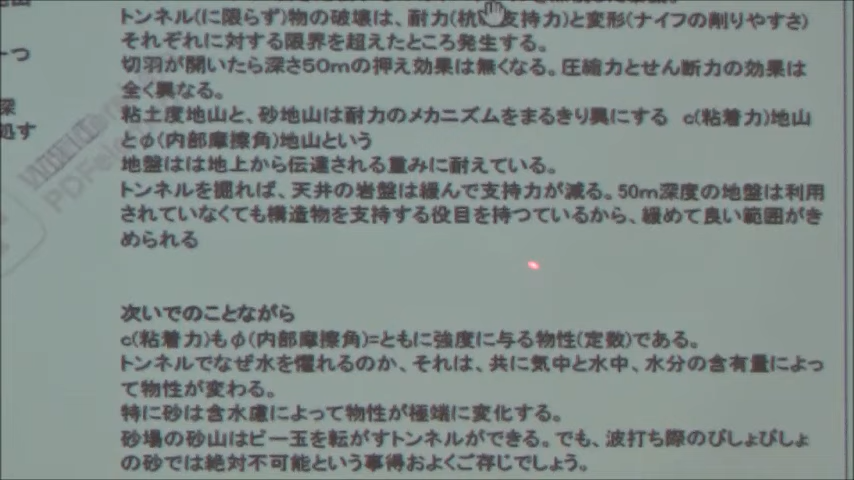 トンネル(に限らず)物の破壊は、耐力(杭 支持力)と変形(ナイフの削りやすさ)
それぞれに対する限界を超えたところ発生する。
切羽が開いたら深さ50mの押え効果は無くなる。圧縮力とせん断力の効果は
全く異なる。
粘土度地山と、砂地山は耐力のメカニズムをまるきり異にする　c(粘着力)地山
とφ(内部摩擦角)地山という
地盤はは地上から伝達される重みに耐えている。
トンネルを掘れば、天井の岩盤は緩んで支持力が減る。50m深度の地盤は利用
されていなくても構造物を支持する役目を持つているから、緩めて良い範囲がき
められる
次いでのことながら
c(粘着力)もφ(内部摩擦角)=ともに強度に与る物性(定数)である。
トンネルでなぜ水を懼れるのか、それは、共に気中と水中、水分の含有量によっ
て物性が変わる。
特に砂は含水慮によって物性が極端に変化する。
砂場の砂山はビー玉を転がすトンネルができる。でも、波打ち際のびしょびしょ
の砂では絶対不可能という事得およくご存じでしょう。